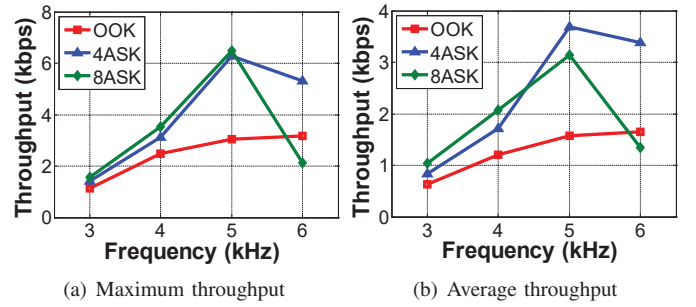 Throughput (kbps)
8
6
4
2
0
OOK
4ASK
8ASK
3 4 5 6
Frequency (kHz)
(a) Maximum throughput
Throughput (kbps)
4
3
2
1
0
OOK
4ASK
8ASK
3 4 5 6
Frequency (kHz)
(b) Average throughput